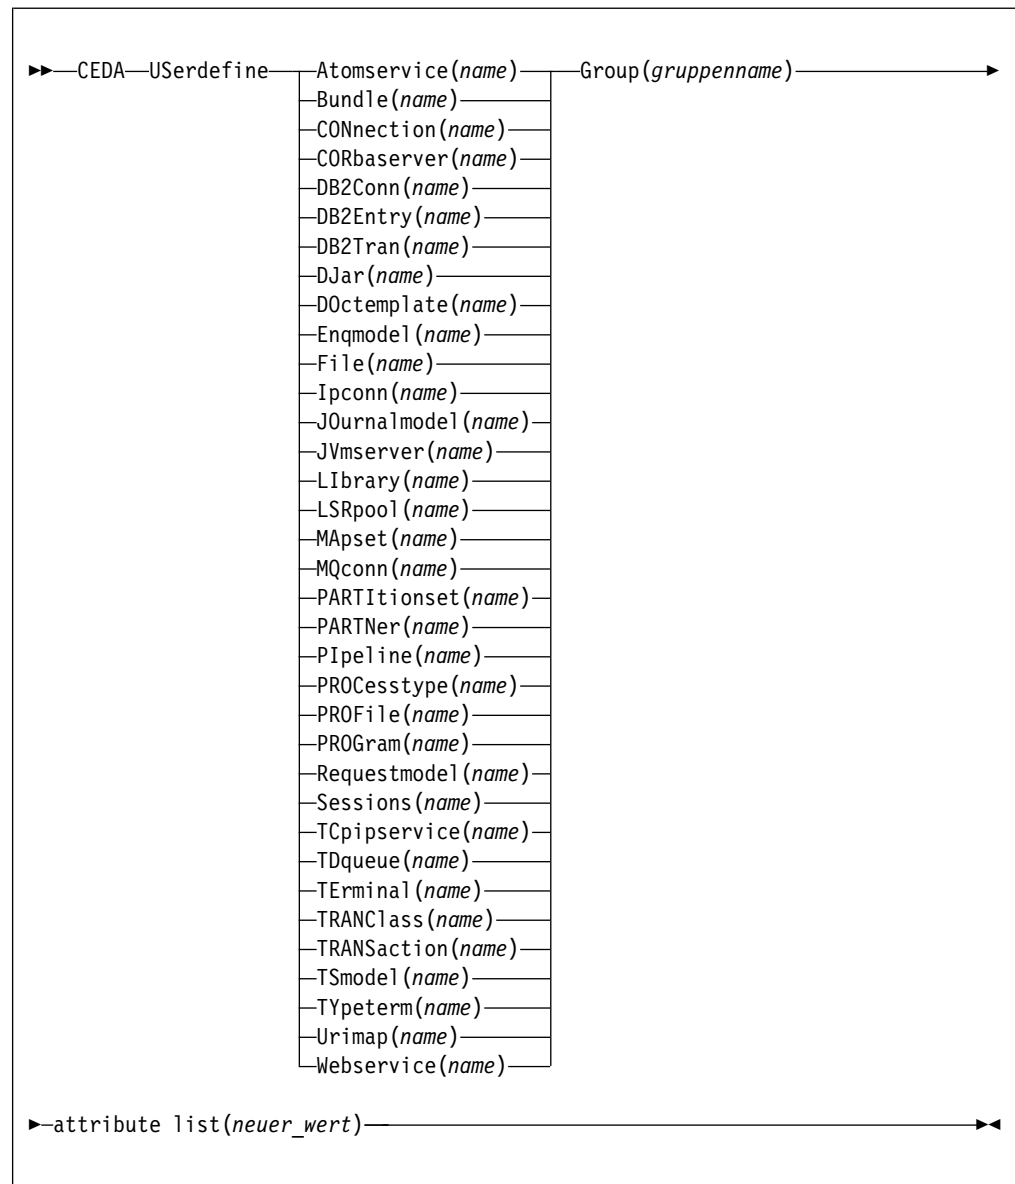 CEDA USerdefine Atomservice(name) Group(gruppenname)
Bundle(name)
CONnection(name)
CORbaserver(name)
DB2Conn(name)
DB2Entry(name)
DB2Tran(name)
DJar(name)
DOctemplate(name)
Enqmodel(name)
File(name)
Ipconn(name)
JOurnalmodel(name)
JVmserver(name)
LIbrary(name)
LSRpool(name)
MApset(name)
MQconn(name)
PARTItionset(name)
PARTNer(name)
PIpeline(name)
PROCesstype(name)
PROFile(name)
PROGram(name)
Requestmodel(name)
Sessions(name)
TCpipservice(name)
TDqueue(name)
TErminal(name)
TRANClass(name)
TRANSaction(name)
TSmodel(name)
TYpeterm(name)
Urimap(name)
Webservice(name)
attribute list(neuer_wert)